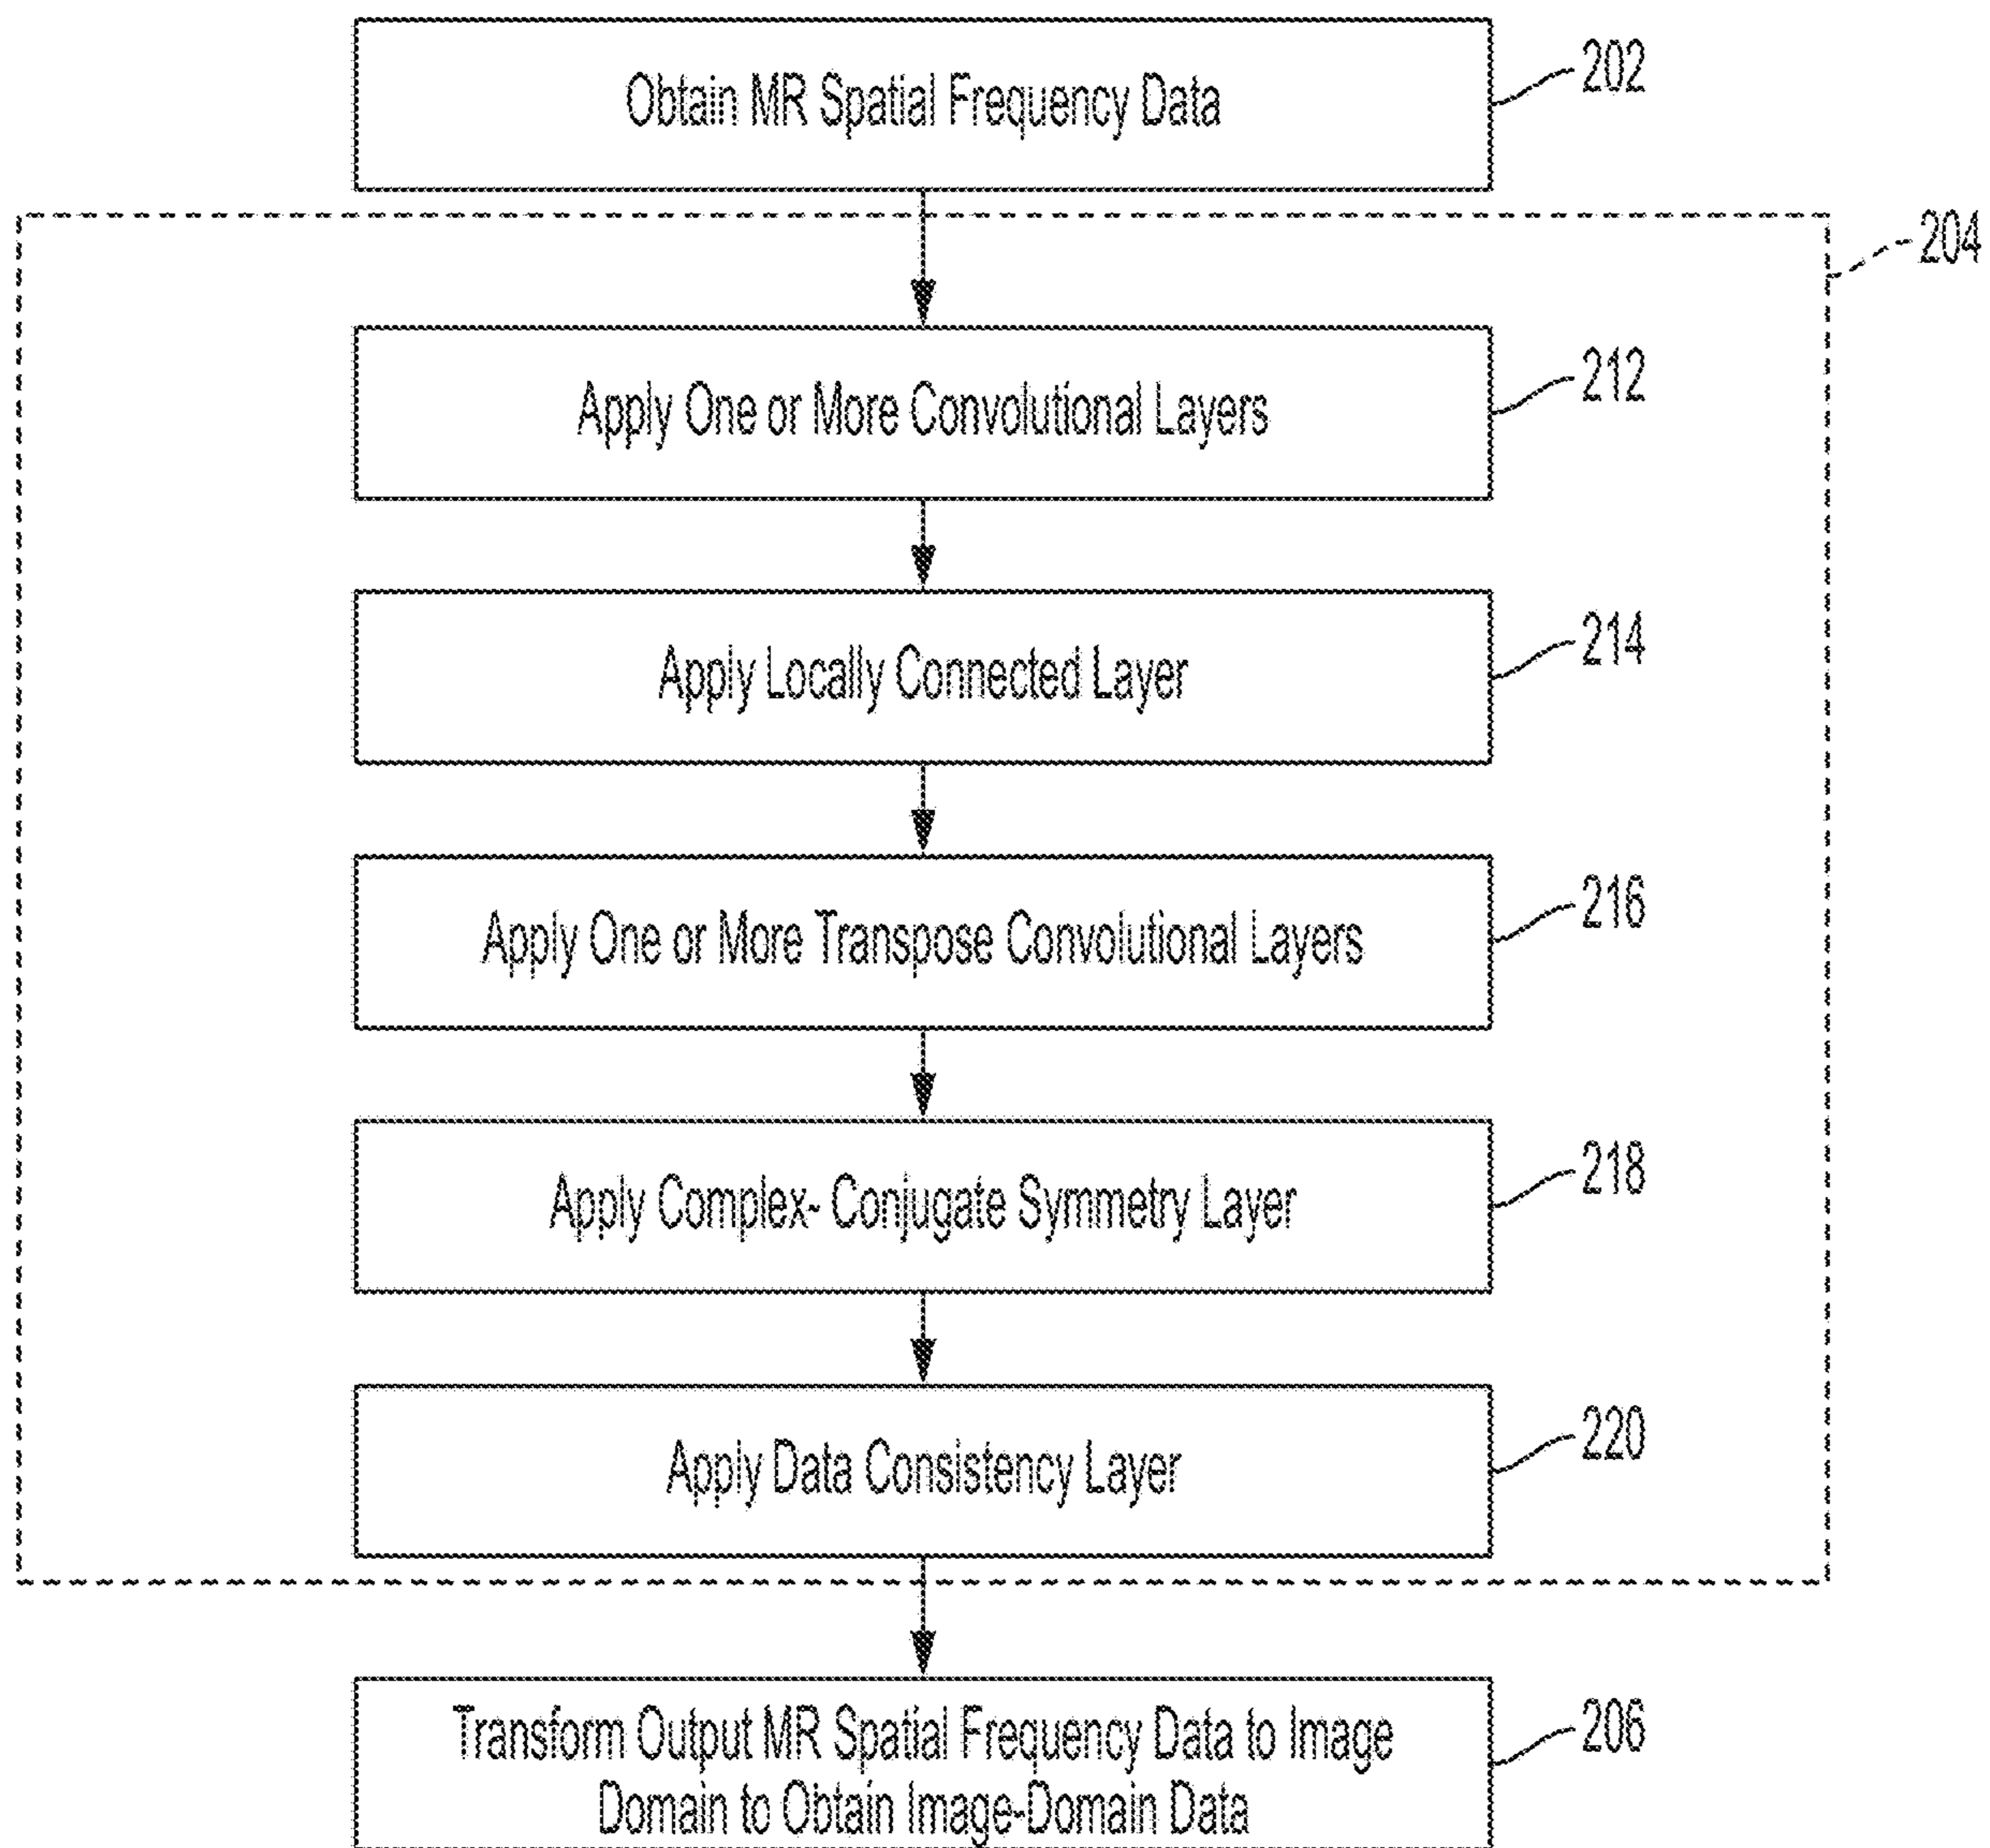 Obtain MR Spatial Frequency Data
202
204
Apply One or More Convolutional Layers
212
Apply Locally Connected Layer
214
Apply One or More Transpose Convolutional Layers
216
Apply Complex- Conjugate Symmetry Layer
218
Apply Data Consistency Layer
220
Transform Output MR Spatial Frequency Data to Image
Domain to Obtain Image-Domain Data
206